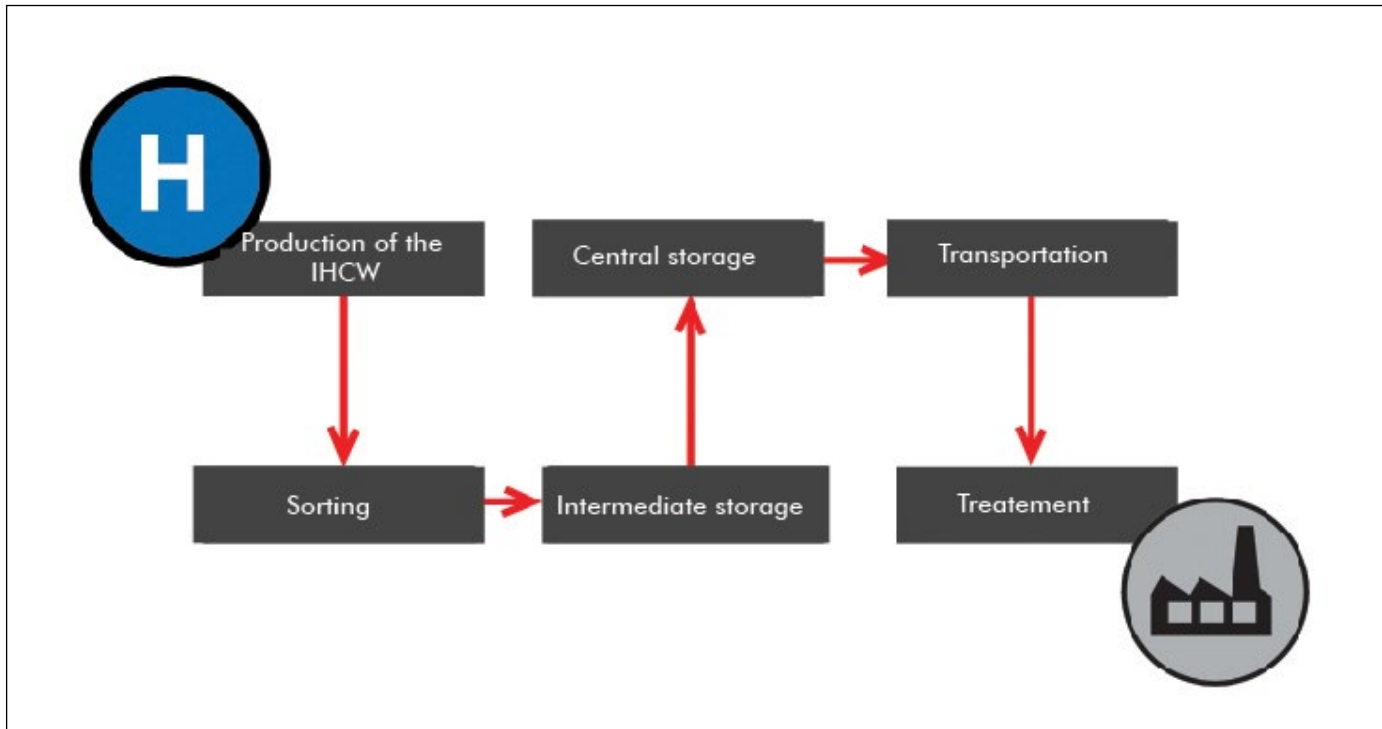 H
Production of the
IHCW
Sorting
Intermediate storage
Central storage
Transportation
Treatement